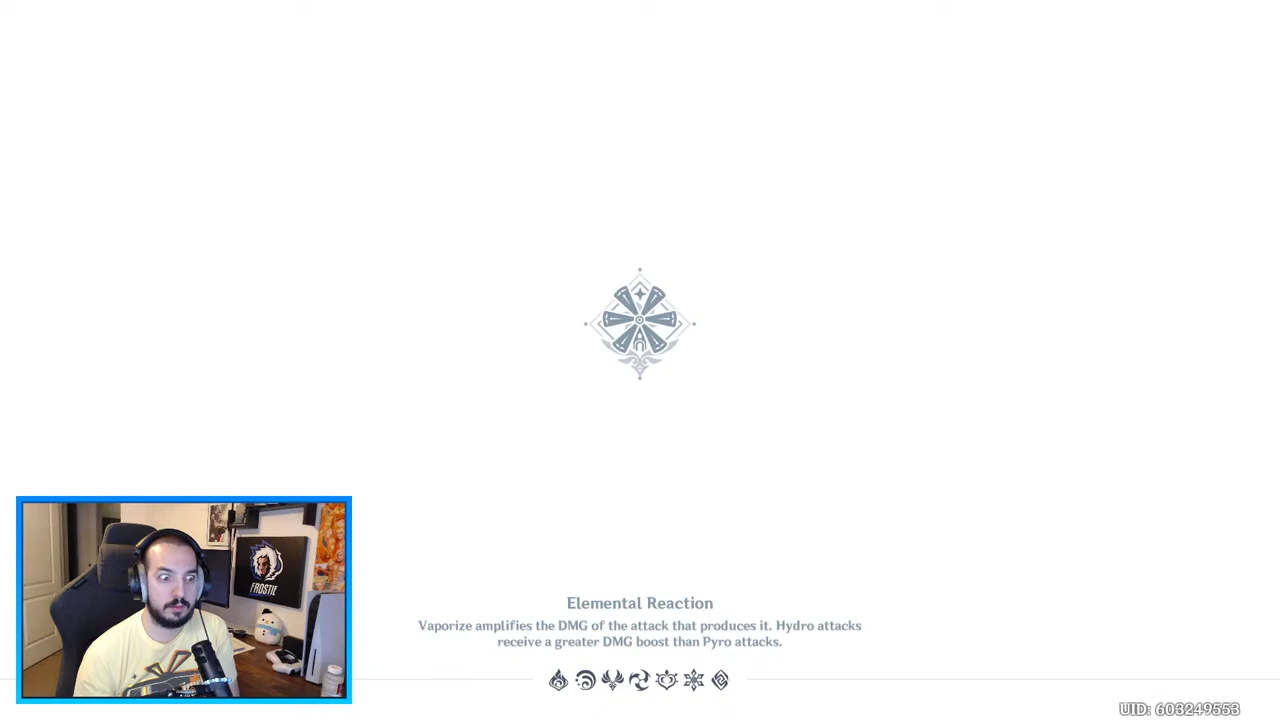 FROSTIE
Elemental Reaction
Vaporize amplifies the DMG of the attack that produces it. Hydro attacks
receive a greater DMG boost than Pyro attacks.
UID: 603249553